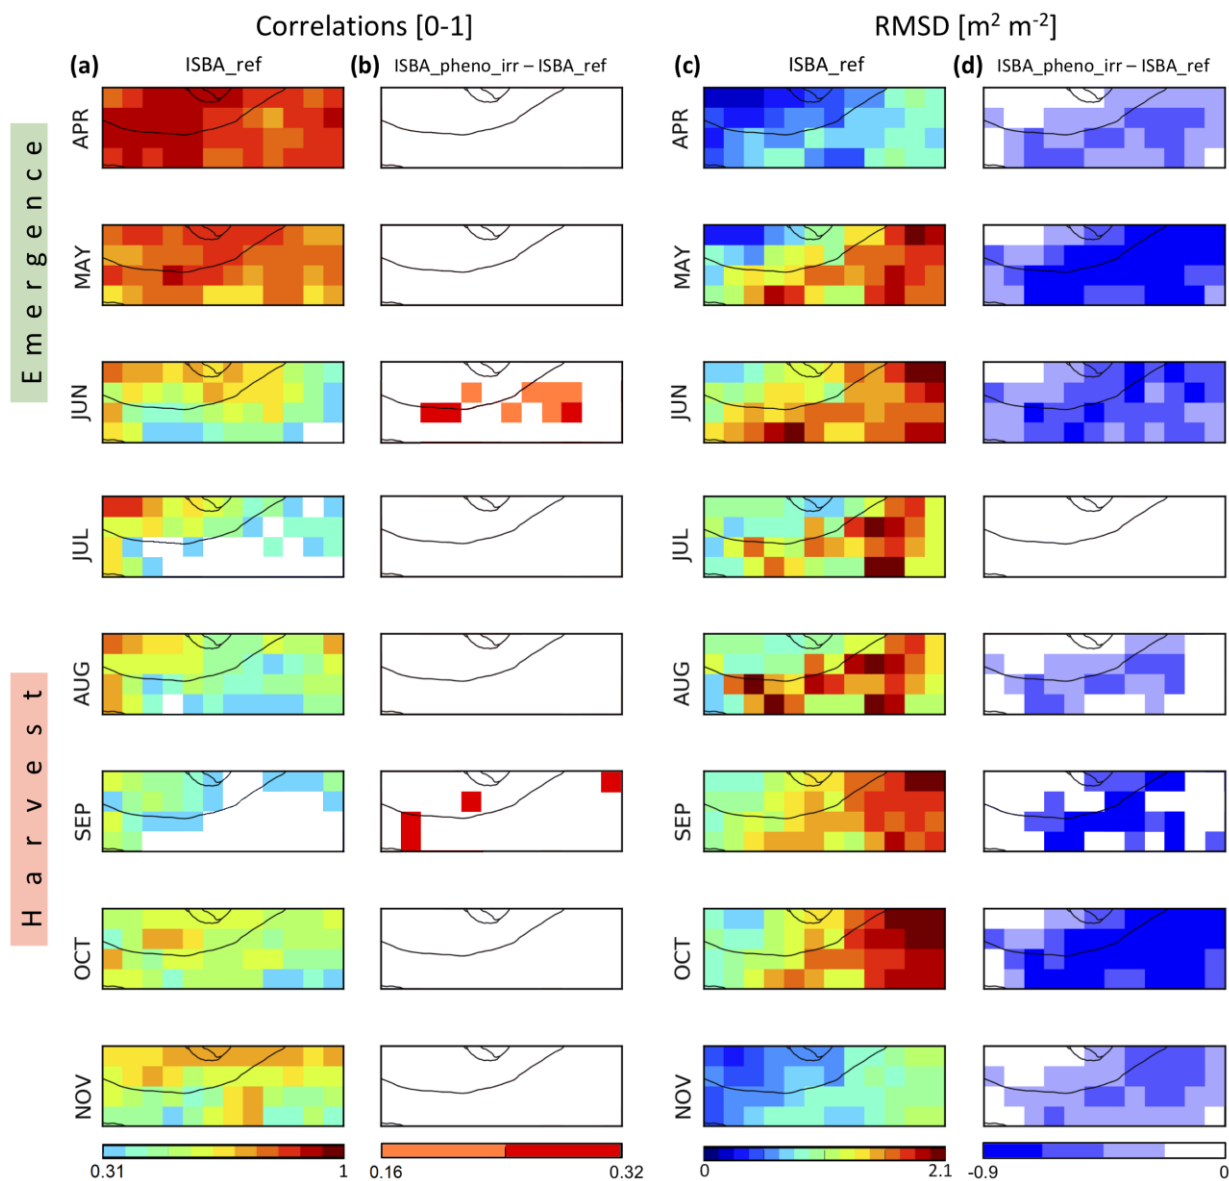 Correlations [0-1]
RMSD [m² m⁻²]
(a)
ISBA_ref
(b)
ISBA_pheno_irr – ISBA_ref
(c)
ISBA_ref
(d)
ISBA_pheno_irr – ISBA_ref
Emergence
APR
MAY
JUN
JUL
Harvest
AUG
SEP
OCT
NOV
0.31
1
0.16
0.32
0
2.1
-0.9
0